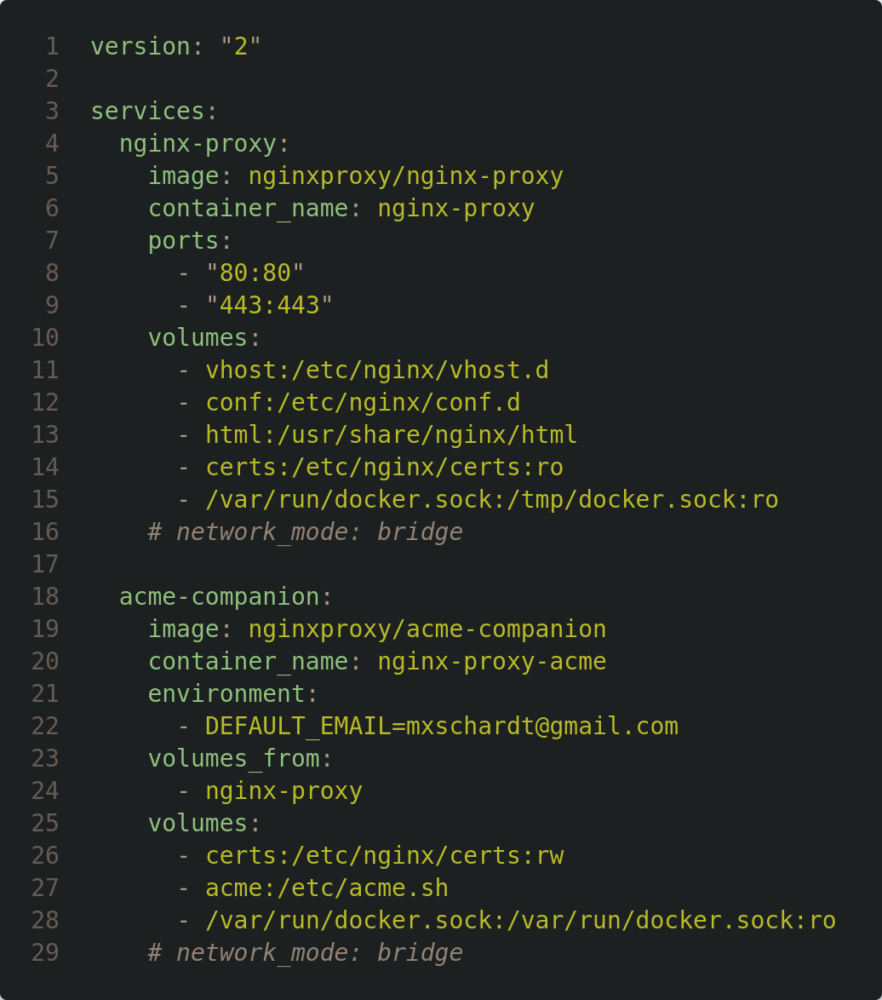 1 version: "2"
2
3 services:
4   nginx-proxy:
5     image: nginxproxy/nginx-proxy
6     container_name: nginx-proxy
7     ports:
8       - "80:80"
9       - "443:443"
10     volumes:
11       - vhost:/etc/nginx/vhost.d
12       - conf:/etc/nginx/conf.d
13       - html:/usr/share/nginx/html
14       - certs:/etc/nginx/certs:ro
15       - /var/run/docker.sock:/tmp/docker.sock:ro
16     # network_mode: bridge
17
18   acme-companion:
19     image: nginxproxy/acme-companion
20     container_name: nginx-proxy-acme
21     environment:
22       - DEFAULT_EMAIL=mxschardt@gmail.com
23     volumes_from:
24       - nginx-proxy
25     volumes:
26       - certs:/etc/nginx/certs:rw
27       - acme:/etc/acme.sh
28       - /var/run/docker.sock:/var/run/docker.sock:ro
29     # network_mode: bridge